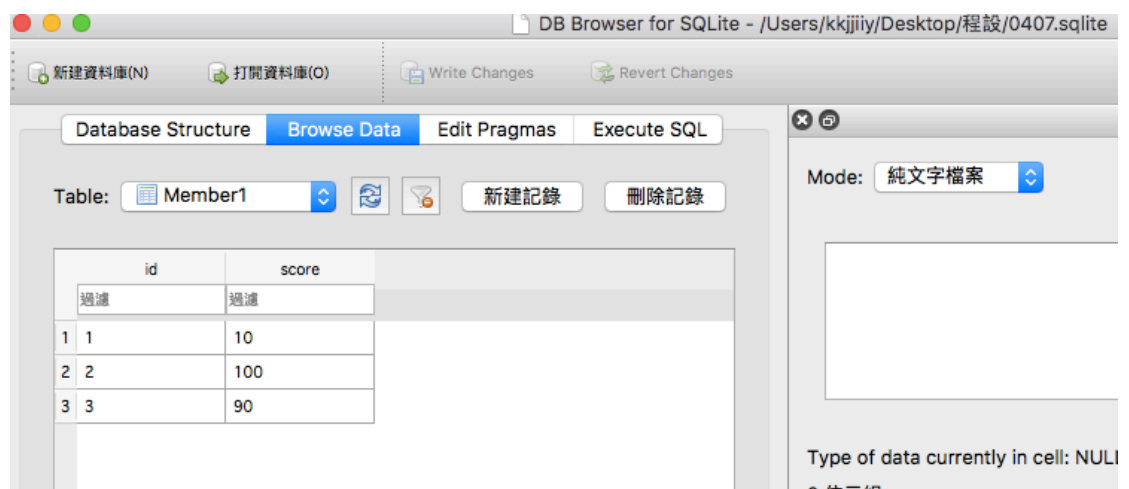 DB Browser for SQLite - /Users/kkjjiiy/Desktop/程設/0407.sqlite
新建資料庫(N) 打開資料庫(O) Write Changes Revert Changes
Database Structure Browse Data Edit Pragmas Execute SQL
Table: Member1 新建記錄 刪除記錄
id score
過濾 過濾
1 1 10
2 2 100
3 3 90
Mode: 純文字檔案
Type of data currently in cell: NULL